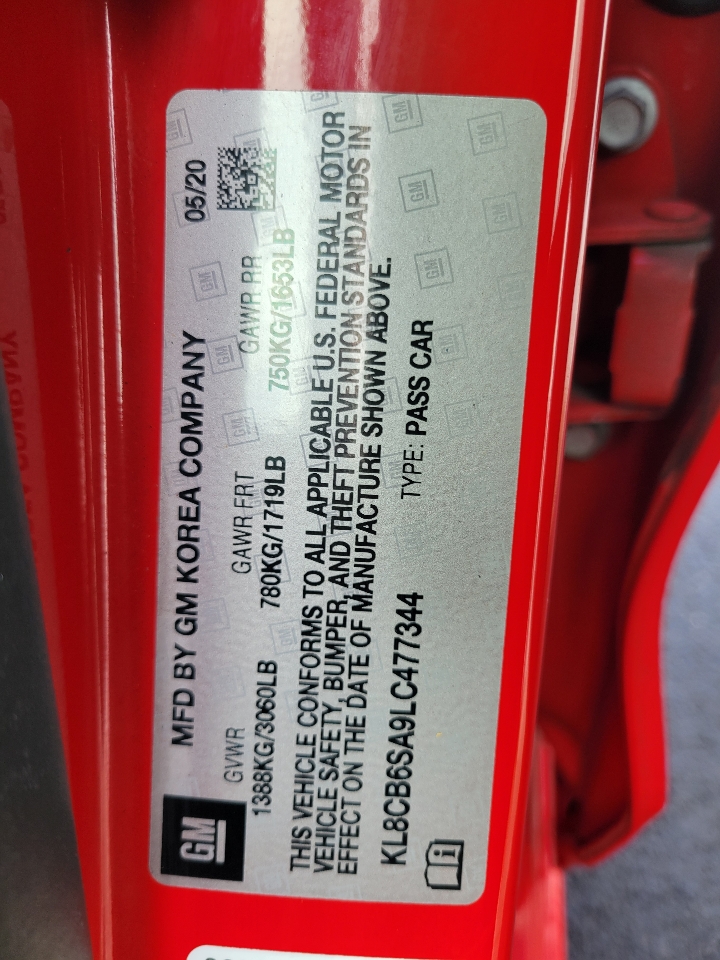 GM
MFD BY GM KOREA COMPANY 05/20
GVWR GAWR FRT GAWR RR
1388KG/3060LB 780KG/1719LB 750KG/1653LB
THIS VEHICLE CONFORMS TO ALL APPLICABLE U.S. FEDERAL MOTOR
VEHICLE SAFETY, BUMPER, AND THEFT PREVENTION STANDARDS IN
EFFECT ON THE DATE OF MANUFACTURE SHOWN ABOVE.
KL8CB6SA9LC477344 TYPE: PASS CAR